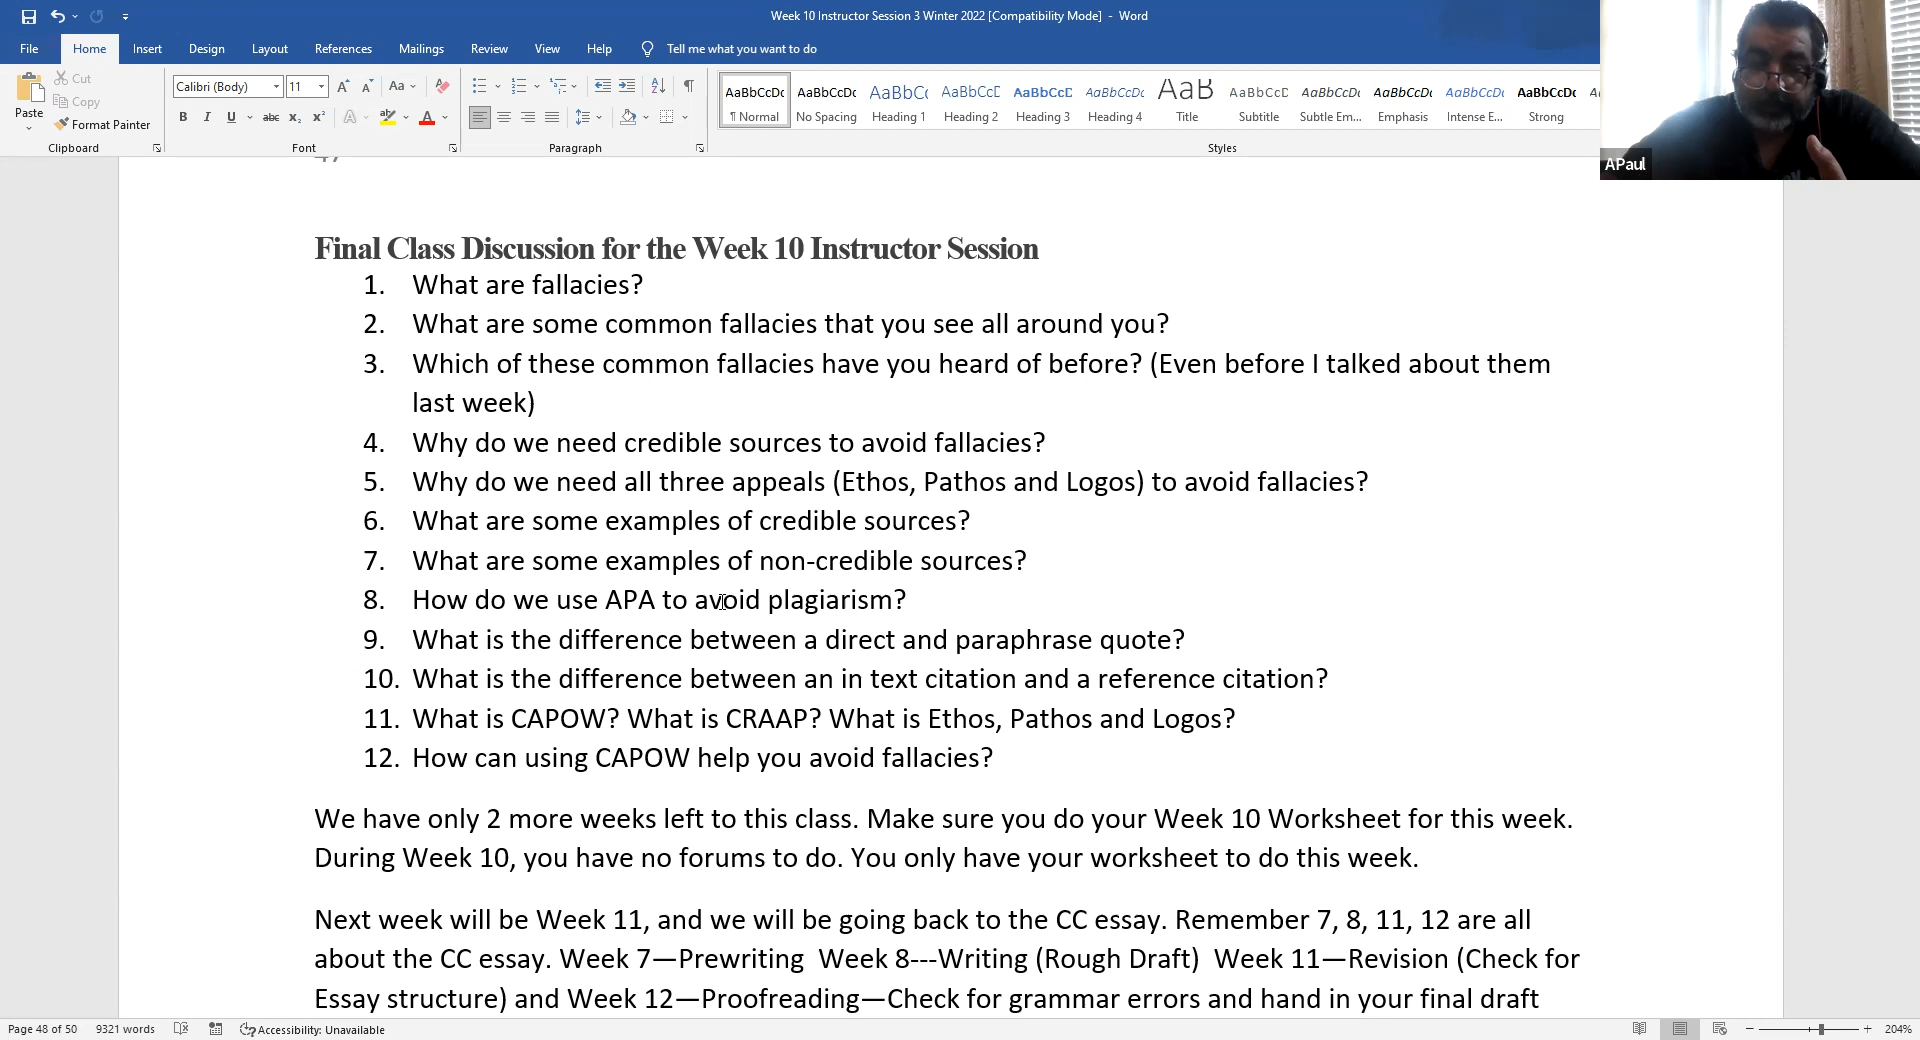 Week 10 Instructor Session 3 Winter 2022 [Compatibility Mode] - Word
File Home Insert Design Layout References Mailings Review View Help Tell me what you want to do
Paste
Cut
Copy
Format Painter
Clipboard
Calibri (Body) 11
Aa
B I U abc x₂ x² A A
Font
Paragraph
AaBbCcDc AaBbCcDc AaBbCc AaBbCcD AaBbCcD AaBbCcDc AaB AaBbCcD AaBbCcDc AaBbCcDc AaBbCcDc AaBbCcDc
¶ Normal No Spacing Heading 1 Heading 2 Heading 3 Heading 4 Title Subtitle Subtle Em... Emphasis Intense E... Strong
Styles
APaul
Final Class Discussion for the Week 10 Instructor Session
1. What are fallacies?
2. What are some common fallacies that you see all around you?
3. Which of these common fallacies have you heard of before? (Even before I talked about them
last week)
4. Why do we need credible sources to avoid fallacies?
5. Why do we need all three appeals (Ethos, Pathos and Logos) to avoid fallacies?
6. What are some examples of credible sources?
7. What are some examples of non-credible sources?
8. How do we use APA to avoid plagiarism?
9. What is the difference between a direct and paraphrase quote?
10. What is the difference between an in text citation and a reference citation?
11. What is CAPOW? What is CRAAP? What is Ethos, Pathos and Logos?
12. How can using CAPOW help you avoid fallacies?
We have only 2 more weeks left to this class. Make sure you do your Week 10 Worksheet for this week.
During Week 10, you have no forums to do. You only have your worksheet to do this week.
Next week will be Week 11, and we will be going back to the CC essay. Remember 7, 8, 11, 12 are all
about the CC essay. Week 7—Prewriting Week 8---Writing (Rough Draft) Week 11—Revision (Check for
Essay structure) and Week 12—Proofreading—Check for grammar errors and hand in your final draft
Page 48 of 50 9321 words Accessibility: Unavailable 204%